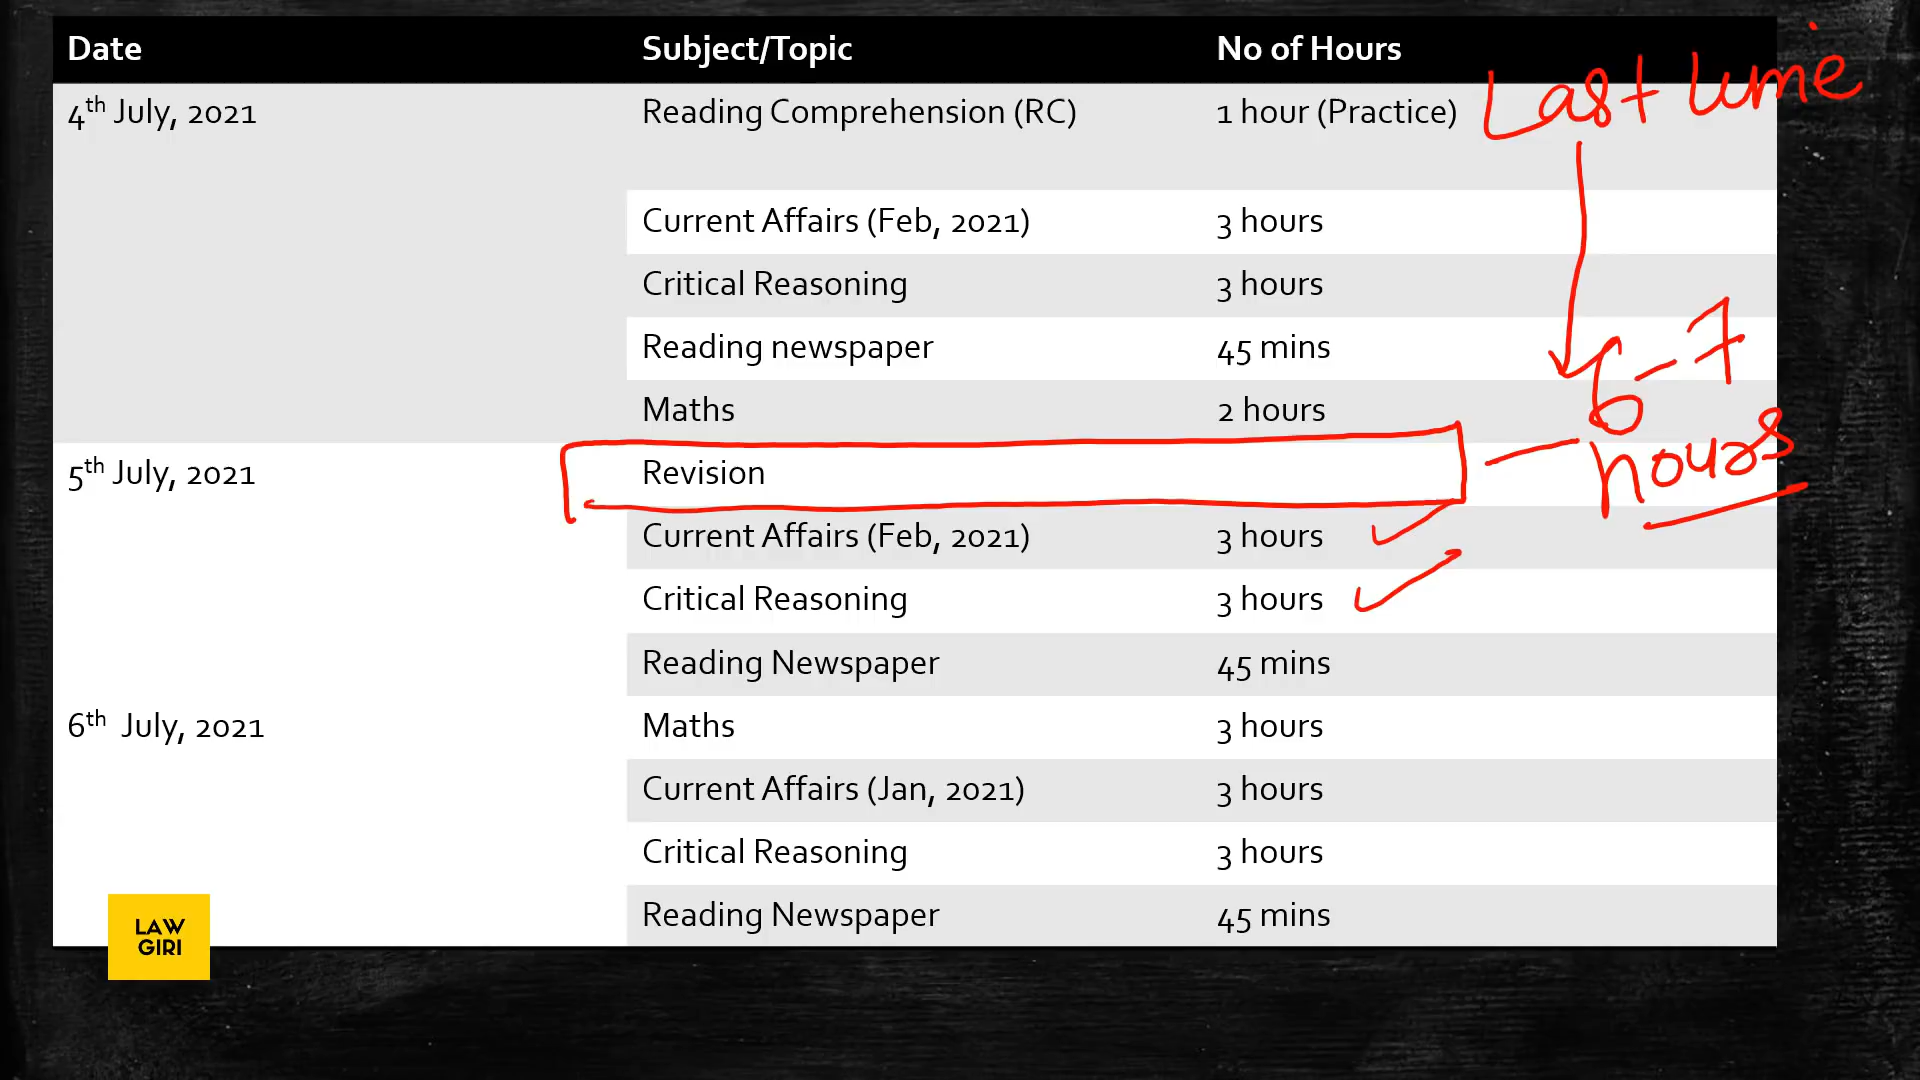 Date Subject/Topic No of Hours
4th July, 2021 Reading Comprehension (RC) 1 hour (Practice) Last time
Current Affairs (Feb, 2021) 3 hours
Critical Reasoning 3 hours
Reading newspaper 45 mins 6-7
Maths 2 hours hours
5th July, 2021 Revision
Current Affairs (Feb, 2021) 3 hours
Critical Reasoning 3 hours
Reading Newspaper 45 mins
6th July, 2021 Maths 3 hours
Current Affairs (Jan, 2021) 3 hours
Critical Reasoning 3 hours
Reading Newspaper 45 mins
LAW
GIRI